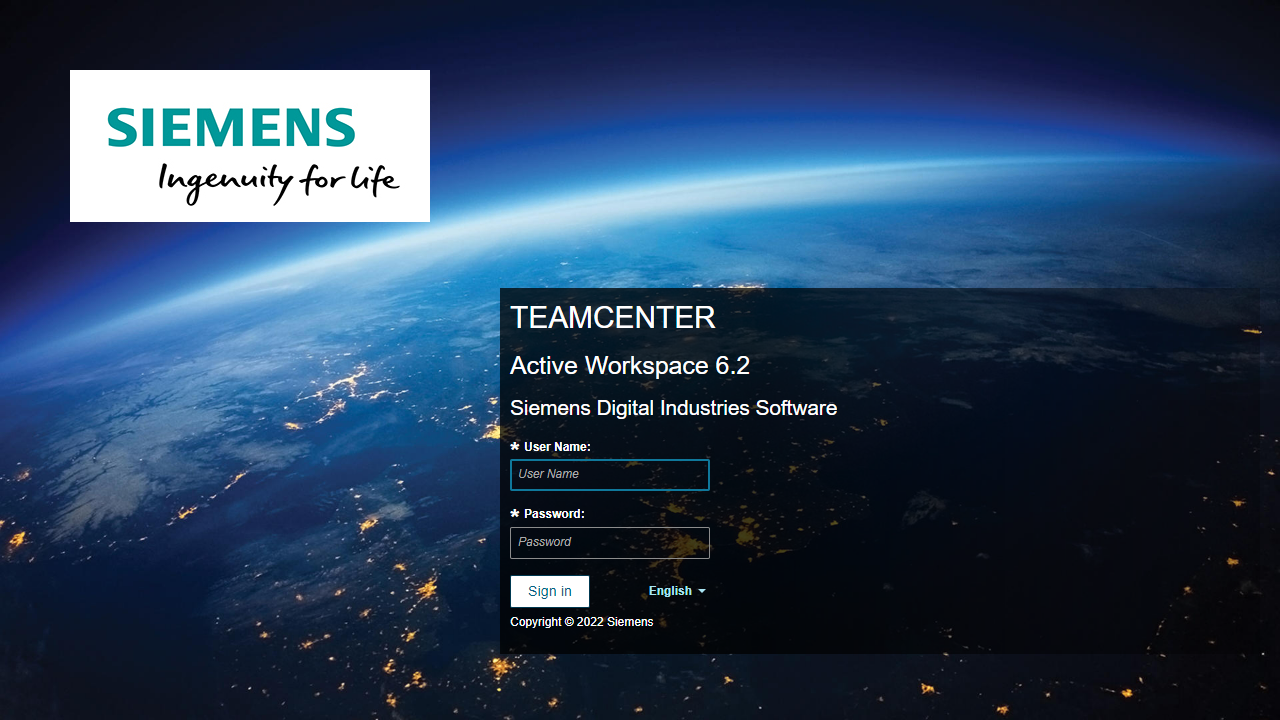 SIEMENS
Ingenuity for life
TEAMCENTER
Active Workspace 6.2
Siemens Digital Industries Software
* User Name:
User Name
* Password:
Password
Sign in
English
Copyright © 2022 Siemens